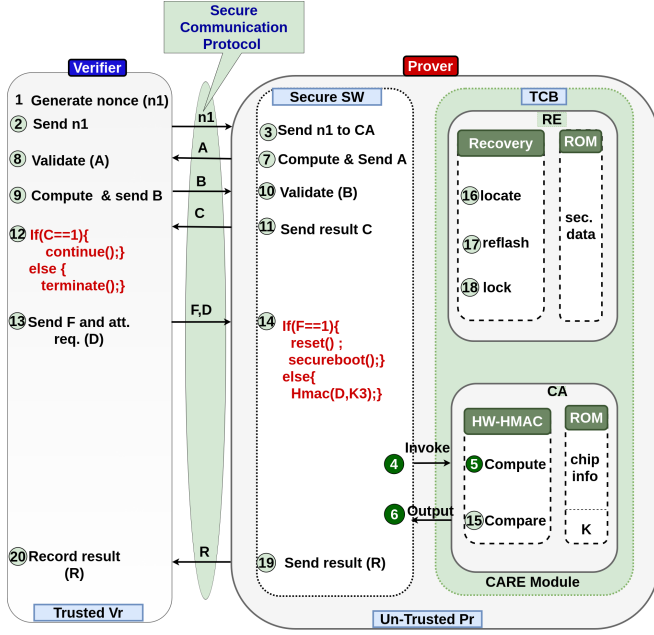 Secure
Communication
Protocol
Verifier
Prover
1 Generate nonce (n1)
2 Send n1
8 Validate (A)
9 Compute & send B
12 If(C==1){
continue();}
else {
terminate();}
13 Send F and att.
req. (D)
20 Record result
(R)
Trusted Vr
n1
A
B
C
F,D
R
Secure SW
3 Send n1 to CA
7 Compute & Send A
10 Validate (B)
11 Send result C
14 If(F==1){
reset() ;
secureboot();}
else{
Hmac(D,K3);}
4
Invoke
6
Output
19 Send result (R)
Un-Trusted Pr
TCB
RE
Recovery
ROM
16 locate
17 reflash
18 lock
sec.
data
CA
HW-HMAC
ROM
5 Compute
15 Compare
chip
info
K
CARE Module